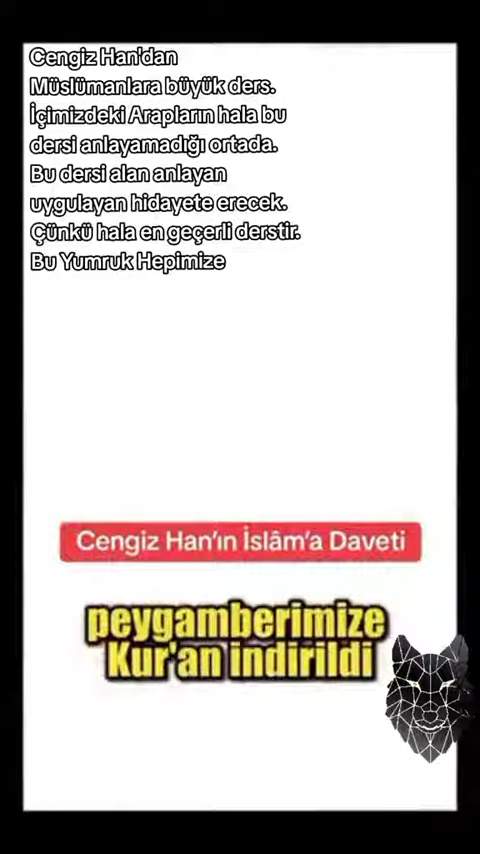 Cengiz Han'dan
Müslümanlara büyük ders.
İçimizdeki Arapların hala bu
dersi anlayamadığı ortada.
Bu dersi alan anlayan
uygulayan hidayete erecek.
Çünkü hala en geçerli derstir.
Bu Yumruk Hepimize
Cengiz Han'ın İslâm'a Daveti
peygamberimize
Kur'an indirildi